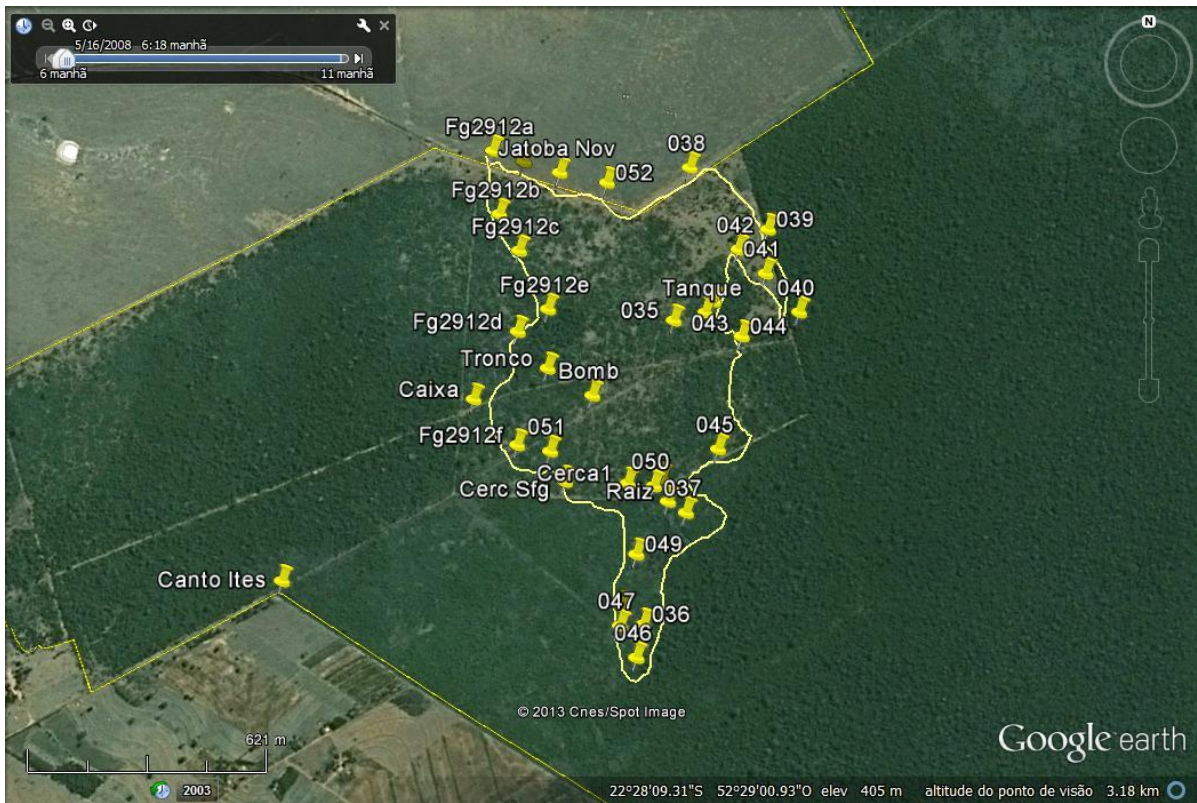 5/16/2008 6:18 manhã
6 manhã 11 manhã
N
Fg2912a
Jatoba Nov
038
052
Fg2912b
Fg2912c
039
042
041
Fg2912e
Tanque
040
035
Fg2912d
043
044
Tronco
Bomb
Caixa
Fg2912f
051
045
050
Cerca1
Cerc Sfg
Raiz
037
049
Canto Ites
047
036
046
© 2013 Cnes/Spot Image
621 m
Google earth
2003
22°28'09.31"S 52°29'00.93"O elev 405 m altitude do ponto de visão 3.18 km